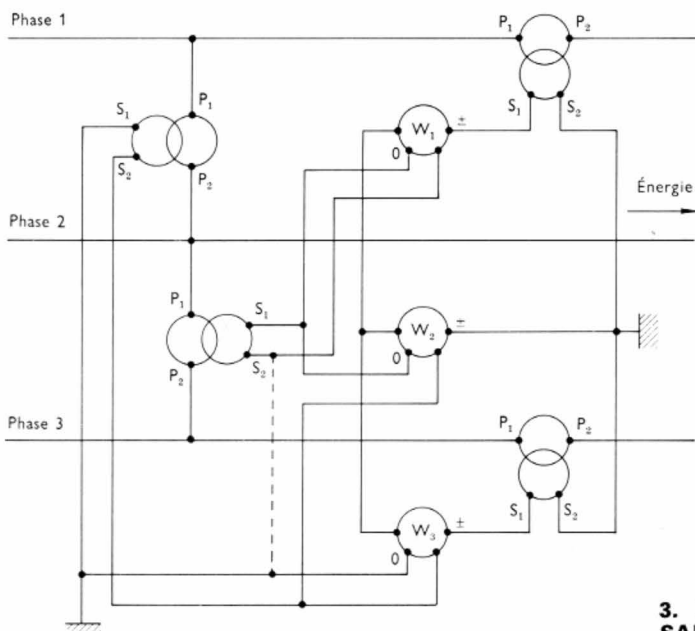 Phase 1
P₁
P₂
S₁
S₂
S₁
P₁
W₁
±
0
S₂
P₂
Énergie
Phase 2
P₁
S₁
W₂
±
0
P₂
S₂
Phase 3
P₁
P₂
S₁
S₂
W₃
±
0
3.